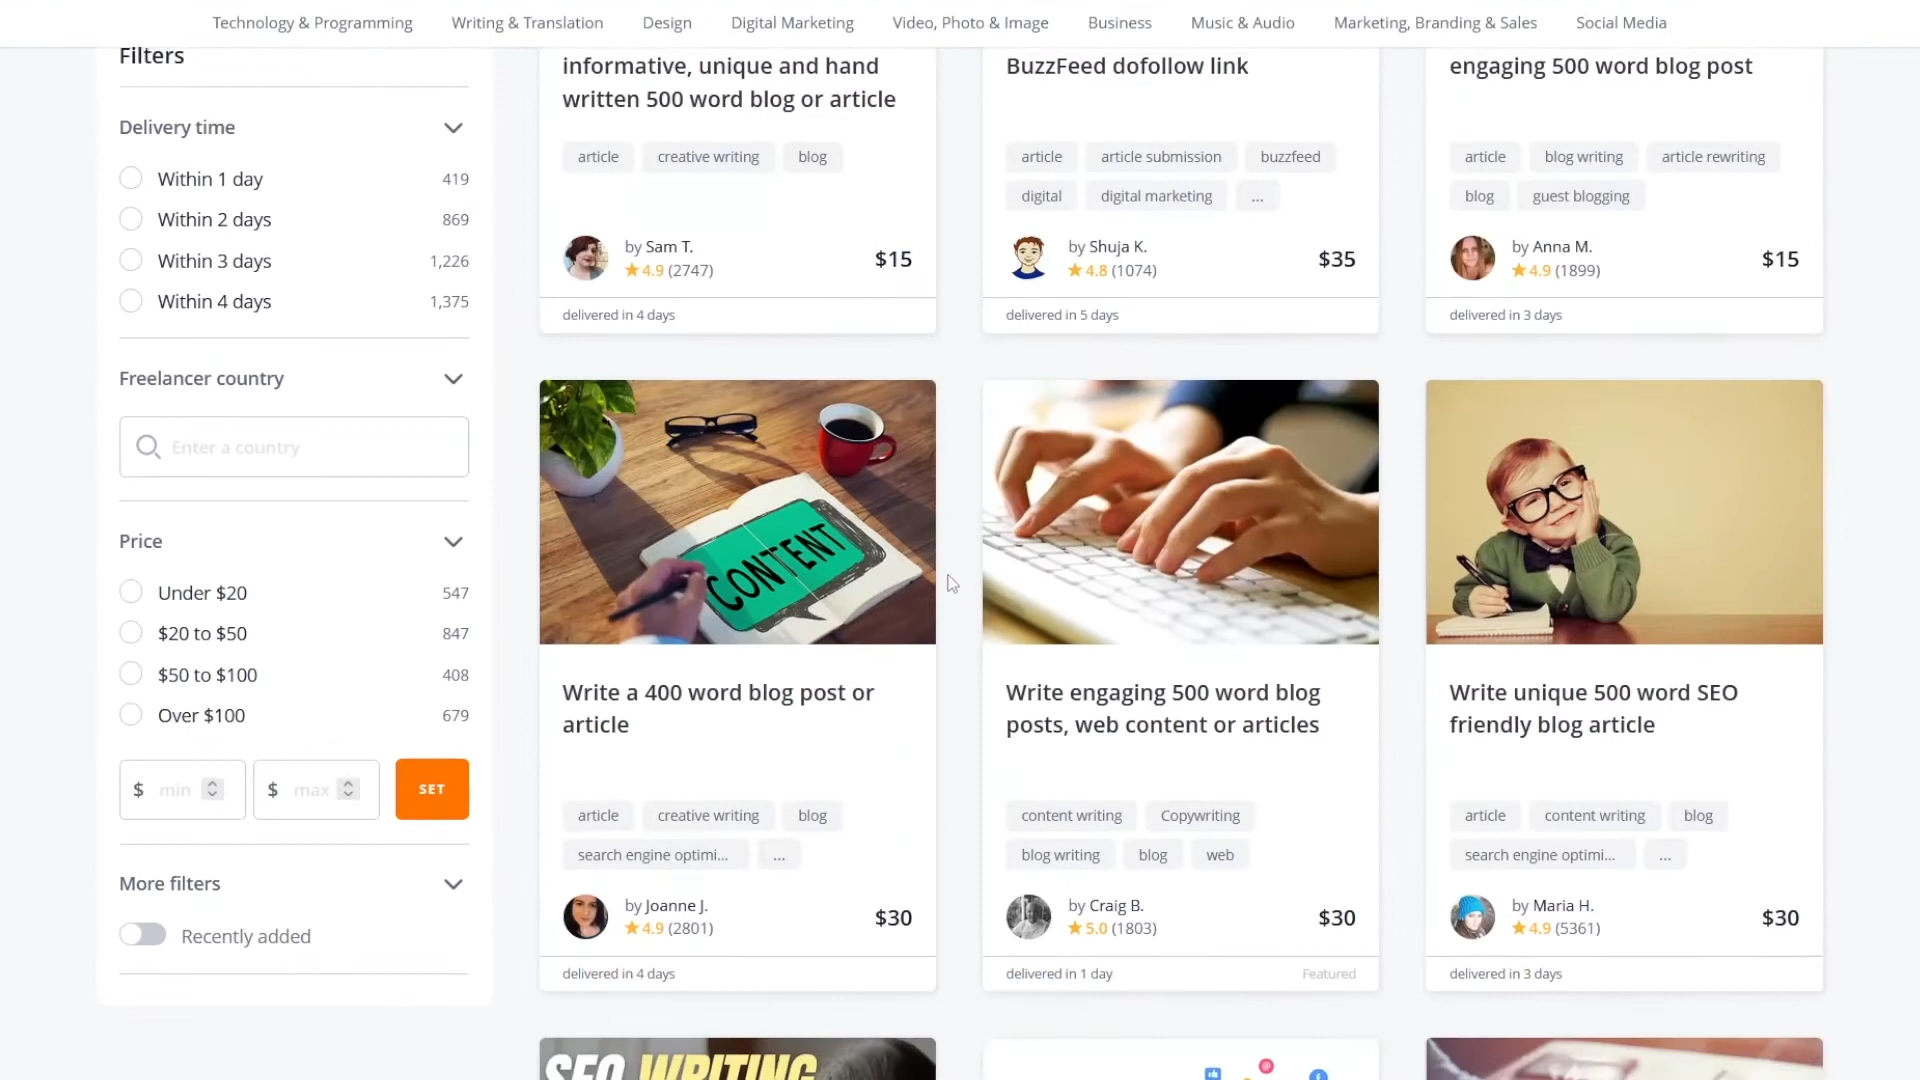 Technology & Programming
Writing & Translation
Design
Digital Marketing
Video, Photo & Image
Business
Music & Audio
Marketing, Branding & Sales
Social Media
Filters
Delivery time
Within 1 day 419
Within 2 days 869
Within 3 days 1,226
Within 4 days 1,375
Freelancer country
Enter a country
Price
Under $20 547
$20 to $50 847
$50 to $100 408
Over $100 679
$ min
$ max
SET
More filters
Recently added
informative, unique and hand
written 500 word blog or article
article creative writing blog
by Sam T.
4.9 (2747)
$15
delivered in 4 days
BuzzFeed dofollow link
article article submission buzzfeed
digital digital marketing ...
by Shuja K.
4.8 (1074)
$35
delivered in 5 days
engaging 500 word blog post
article blog writing article rewriting
blog guest blogging
by Anna M.
4.9 (1899)
$15
delivered in 3 days
CONTENT
Write a 400 word blog post or
article
article creative writing blog
search engine optimi... ...
by Joanne J.
4.9 (2801)
$30
delivered in 4 days
Write engaging 500 word blog
posts, web content or articles
content writing Copywriting
blog writing blog web
by Craig B.
5.0 (1803)
$30
delivered in 1 day Featured
Write unique 500 word SEO
friendly blog article
article content writing blog
search engine optimi... ...
by Maria H.
4.9 (5361)
$30
delivered in 3 days
SEO WRITING